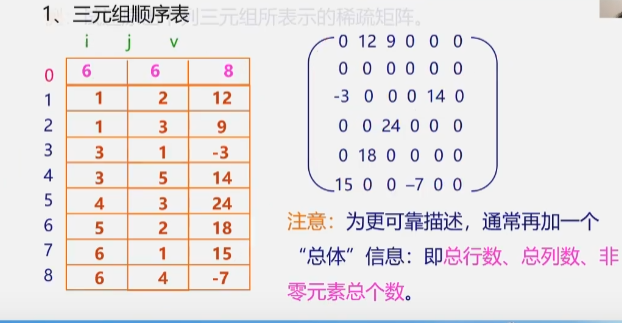 1、三元组顺序表列三元组所表示的稀疏矩阵。
i j v
0 6 6 8
1 1 2 12
2 1 3 9
3 3 1 -3
4 3 5 14
5 4 3 24
6 5 2 18
7 6 1 15
8 6 4 -7
0 12 9 0 0 0
0 0 0 0 0 0
-3 0 0 0 14 0
0 0 24 0 0 0
0 18 0 0 0 0
15 0 0 –7 0 0
注意：为更可靠描述，通常再加一个
“总体”信息：即总行数、总列数、非
零元素总个数。